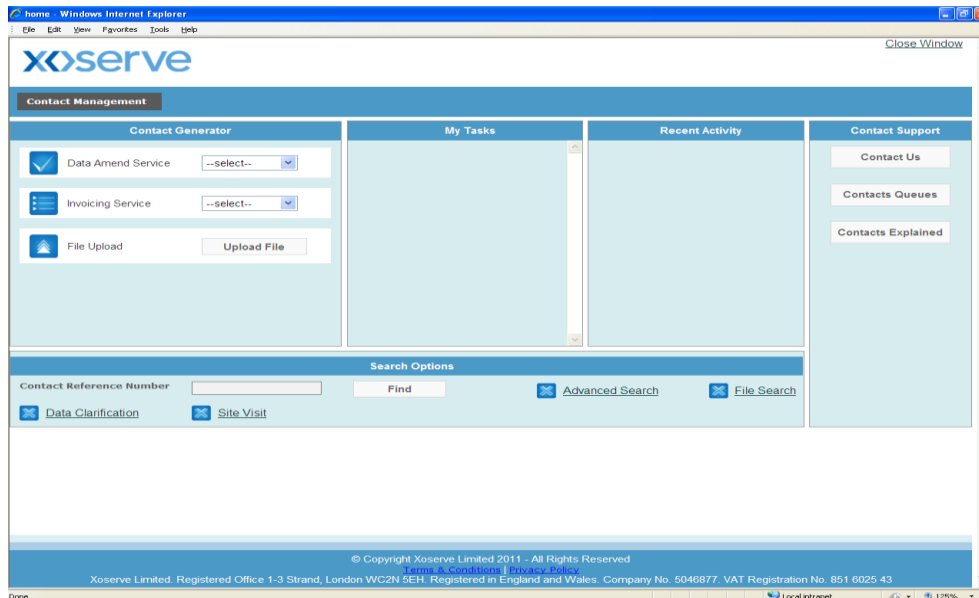 home - Windows Internet Explorer
File Edit View Favorites Tools Help
Close Window
xoserve
Contact Management
Contact Generator
Data Amend Service --select--
Invoicing Service --select--
File Upload Upload File
My Tasks
Recent Activity
Contact Support
Contact Us
Contacts Queues
Contacts Explained
Search Options
Contact Reference Number Find Advanced Search File Search
Data Clarification Site Visit
© Copyright Xoserve Limited 2011 - All Rights Reserved
Terms & Conditions | Privacy Policy
Xoserve Limited. Registered Office 1-3 Strand, London WC2N 5EH. Registered in England and Wales. Company No. 5046877. VAT Registration No. 851 6025 43
Done Local intranet 125%